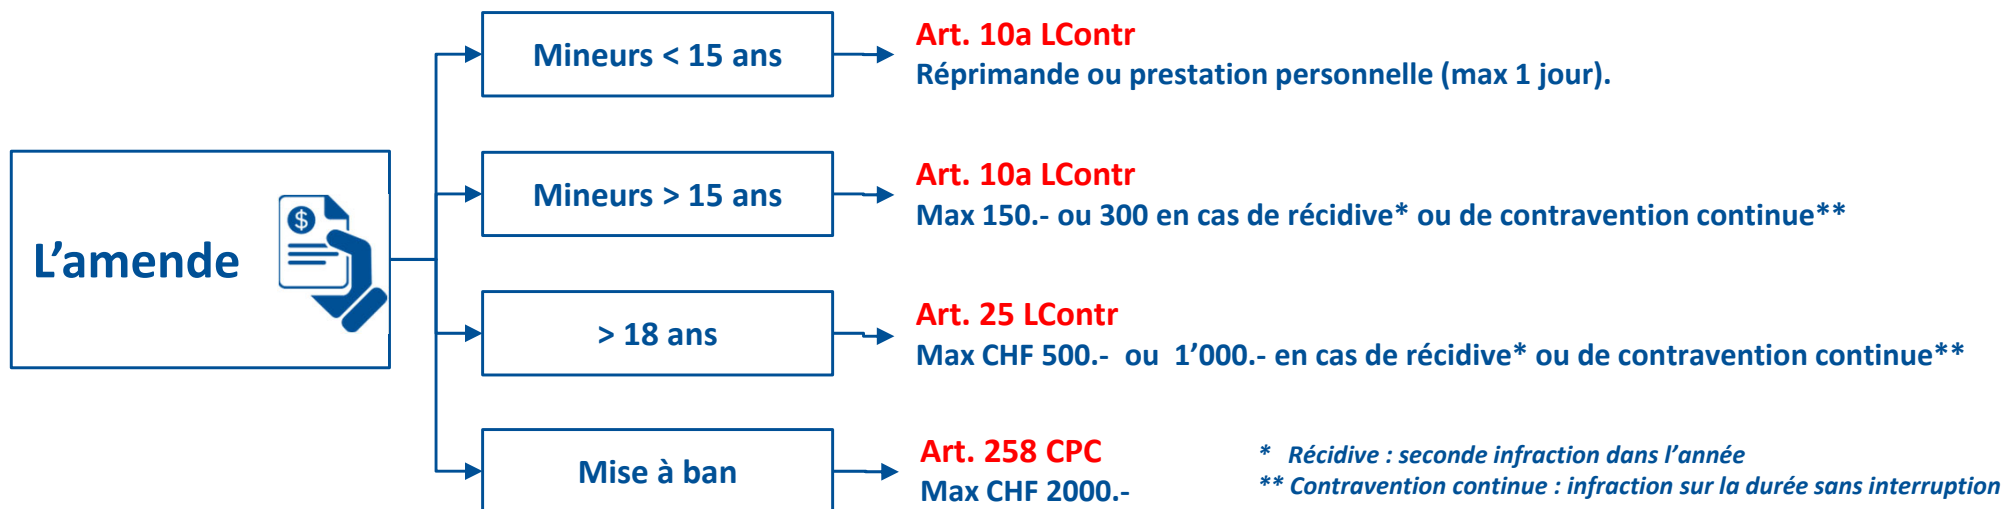 L’amende
$
Mineurs < 15 ans
Art. 10a LContr
Réprimande ou prestation personnelle (max 1 jour).
Mineurs > 15 ans
Art. 10a LContr
Max 150.- ou 300 en cas de récidive* ou de contravention continue**
> 18 ans
Art. 25 LContr
Max CHF 500.-  ou  1’000.- en cas de récidive* ou de contravention continue**
Mise à ban
Art. 258 CPC
Max CHF 2000.-
*   Récidive : seconde infraction dans l’année
** Contravention continue : infraction sur la durée sans interruption